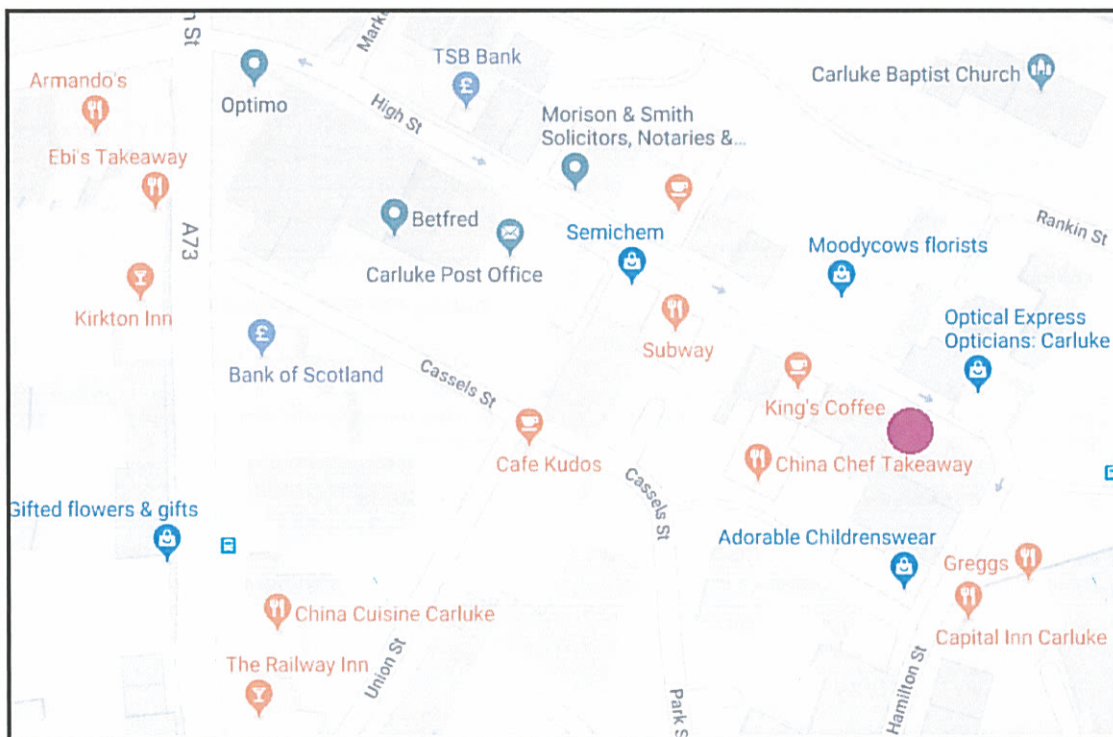 n St
Market
TSB Bank
Carluke Baptist Church
Armando's
Optimo
High St
Morison & Smith
Solicitors, Notaries &...
Ebi's Takeaway
Betfred
Rankin St
A73
Semichem
Moodycows florists
Carluke Post Office
Kirkton Inn
Optical Express
Opticians: Carluke
Subway
Bank of Scotland
Cassels St
King's Coffee
Cafe Kudos
China Chef Takeaway
Cassels St
Gifted flowers & gifts
Adorable Childrenswear
Greggs
China Cuisine Carluke
Capital Inn Carluke
The Railway Inn
Union St
Park S
Hamilton St